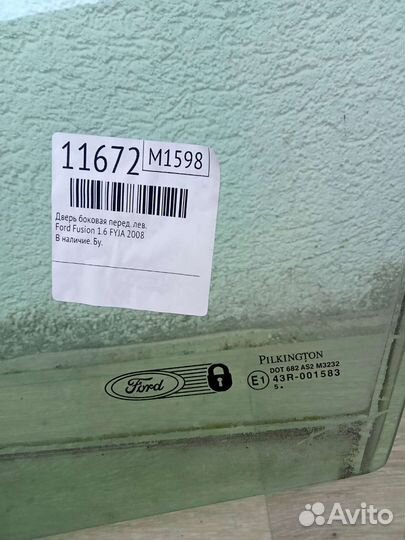 11672 M1598
Дверь боковая перед. лев.
Ford Fusion 1.6 FYJA 2008
В наличие. Бу.
Ford
PILKINGTON
DOT 682 AS2 M3232
E1 43R-001583
5
Avito